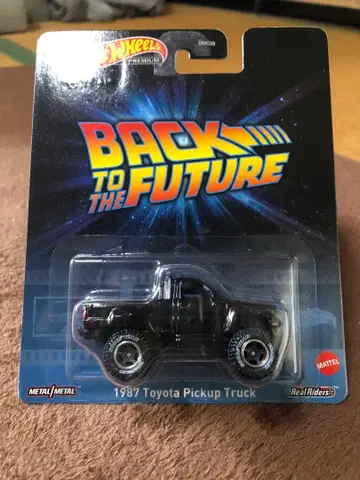 Hot Wheels
PREMIUM
BACK
TO THE
FUTURE
1987 Toyota Pickup Truck
METAL/METAL
MATTEL
Real Riders